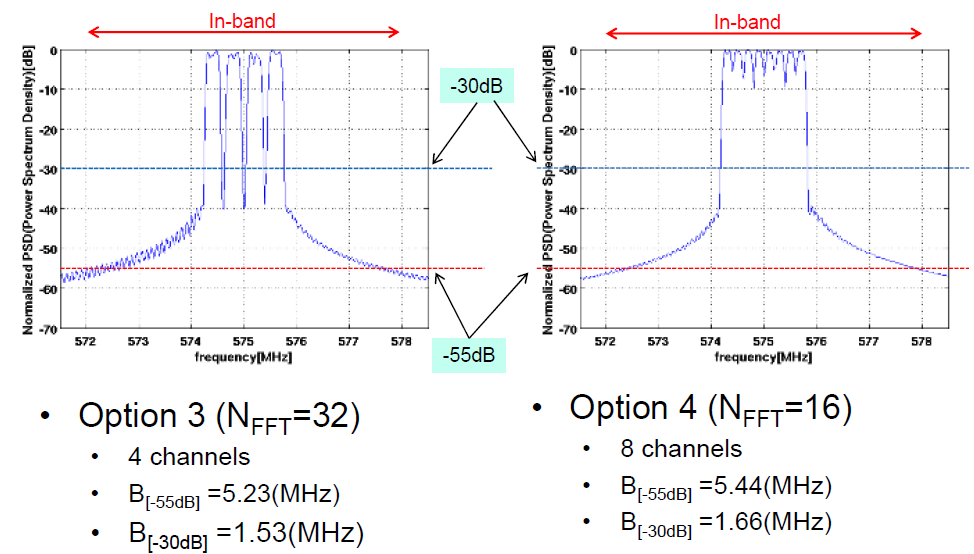 In-band
Normalized PSD(Power Spectrum Density)[dB]
0
-10
-20
-30
-40
-50
-60
-70
572 573 574 575 576 577 578
frequency[MHz]
-30dB
-55dB
In-band
Normalized PSD(Power Spectrum Density)[dB]
0
-10
-20
-30
-40
-50
-60
-70
572 573 574 575 576 577 578
frequency[MHz]
• Option 3 (NFFT=32)
• 4 channels
• B[-55dB] =5.23(MHz)
• B[-30dB] =1.53(MHz)
• Option 4 (NFFT=16)
• 8 channels
• B[-55dB] =5.44(MHz)
• B[-30dB] =1.66(MHz)